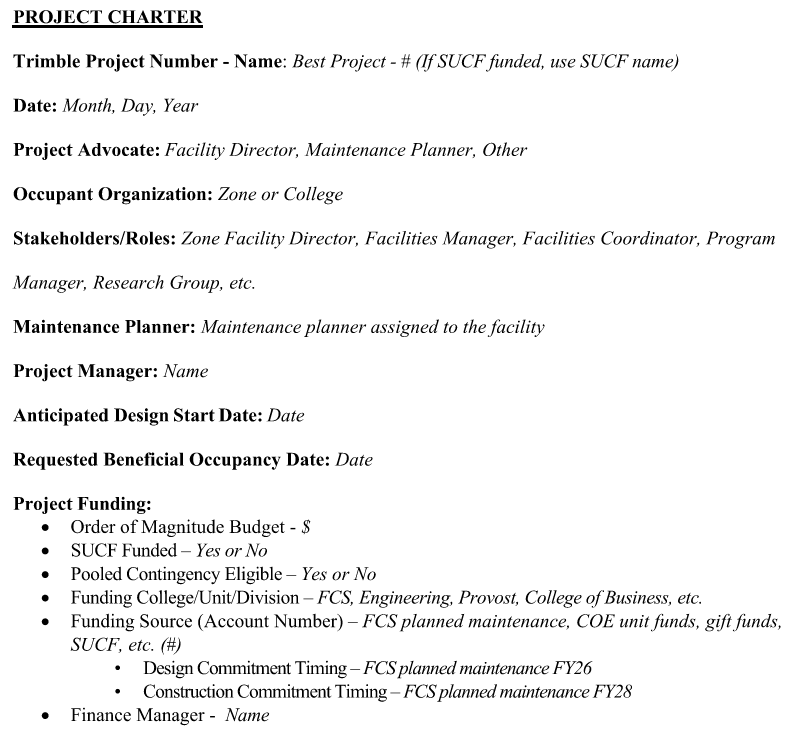 PROJECT CHARTER
Trimble Project Number - Name: Best Project - # (If SUCF funded, use SUCF name)
Date: Month, Day, Year
Project Advocate: Facility Director, Maintenance Planner, Other
Occupant Organization: Zone or College
Stakeholders/Roles: Zone Facility Director, Facilities Manager, Facilities Coordinator, Program
Manager, Research Group, etc.
Maintenance Planner: Maintenance planner assigned to the facility
Project Manager: Name
Anticipated Design Start Date: Date
Requested Beneficial Occupancy Date: Date
Project Funding:
• Order of Magnitude Budget - $
• SUCF Funded – Yes or No
• Pooled Contingency Eligible – Yes or No
• Funding College/Unit/Division – FCS, Engineering, Provost, College of Business, etc.
• Funding Source (Account Number) – FCS planned maintenance, COE unit funds, gift funds,
SUCF, etc. (#)
• Design Commitment Timing – FCS planned maintenance FY26
• Construction Commitment Timing – FCS planned maintenance FY28
• Finance Manager - Name